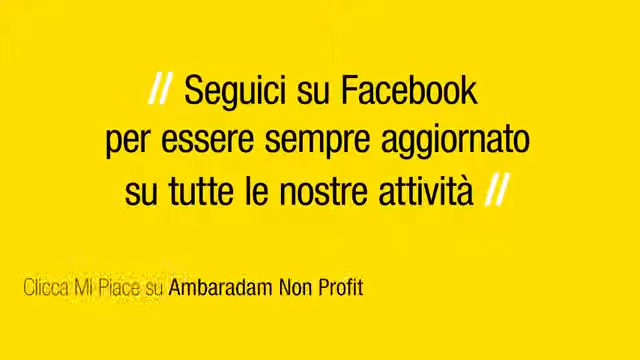 // Seguici su Facebook
per essere sempre aggiornato
su tutte le nostre attività //
Clicca Mi Piace su Ambaradam Non Profit